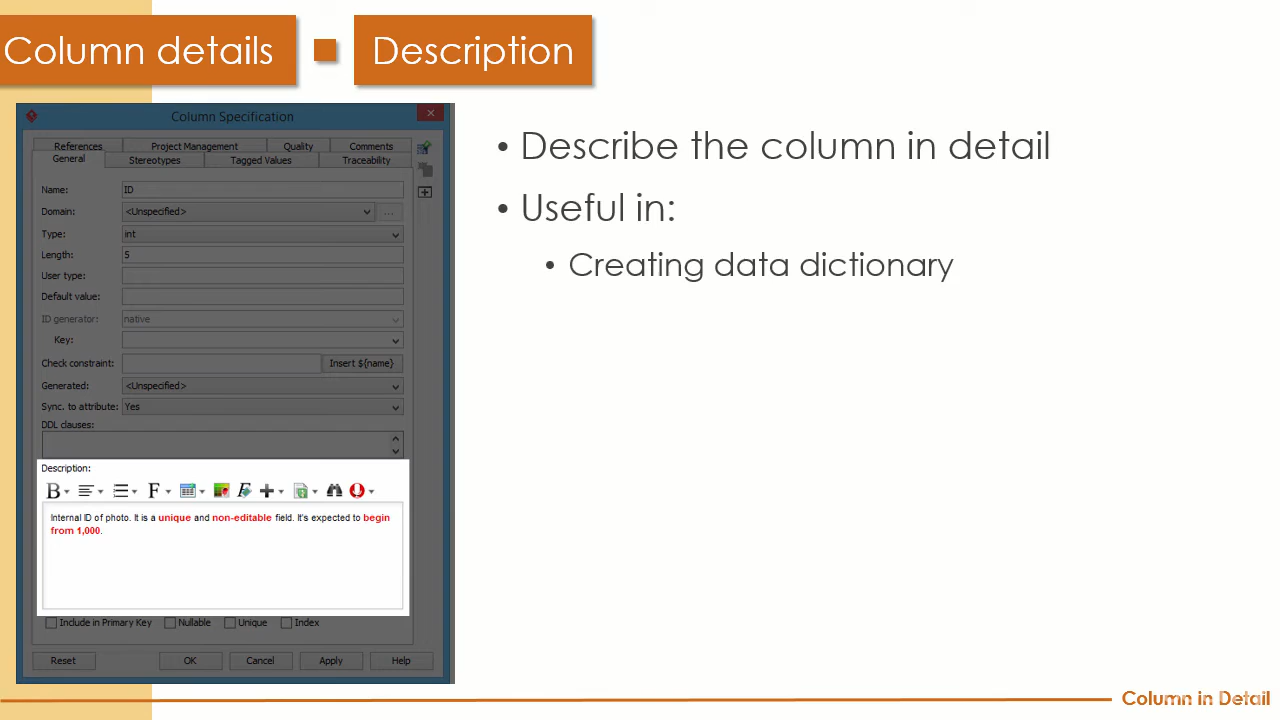 Column details
Description
Column Specification
References Project Management Quality Comments
General Stereotypes Tagged Values Traceability
Name: ID
Domain: <Unspecified> ...
Type: int
Length: 5
User type:
Default value:
ID generator: native
Key:
Check constraint: Insert ${name}
Generated: <Unspecified>
Sync. to attribute: Yes
DDL clauses:
Description:
Internal ID of photo. It is a unique and non-editable field. It's expected to begin
from 1,000.
Include in Primary Key Nullable Unique Index
Reset OK Cancel Apply Help
• Describe the column in detail
• Useful in:
• Creating data dictionary
Column in Detail